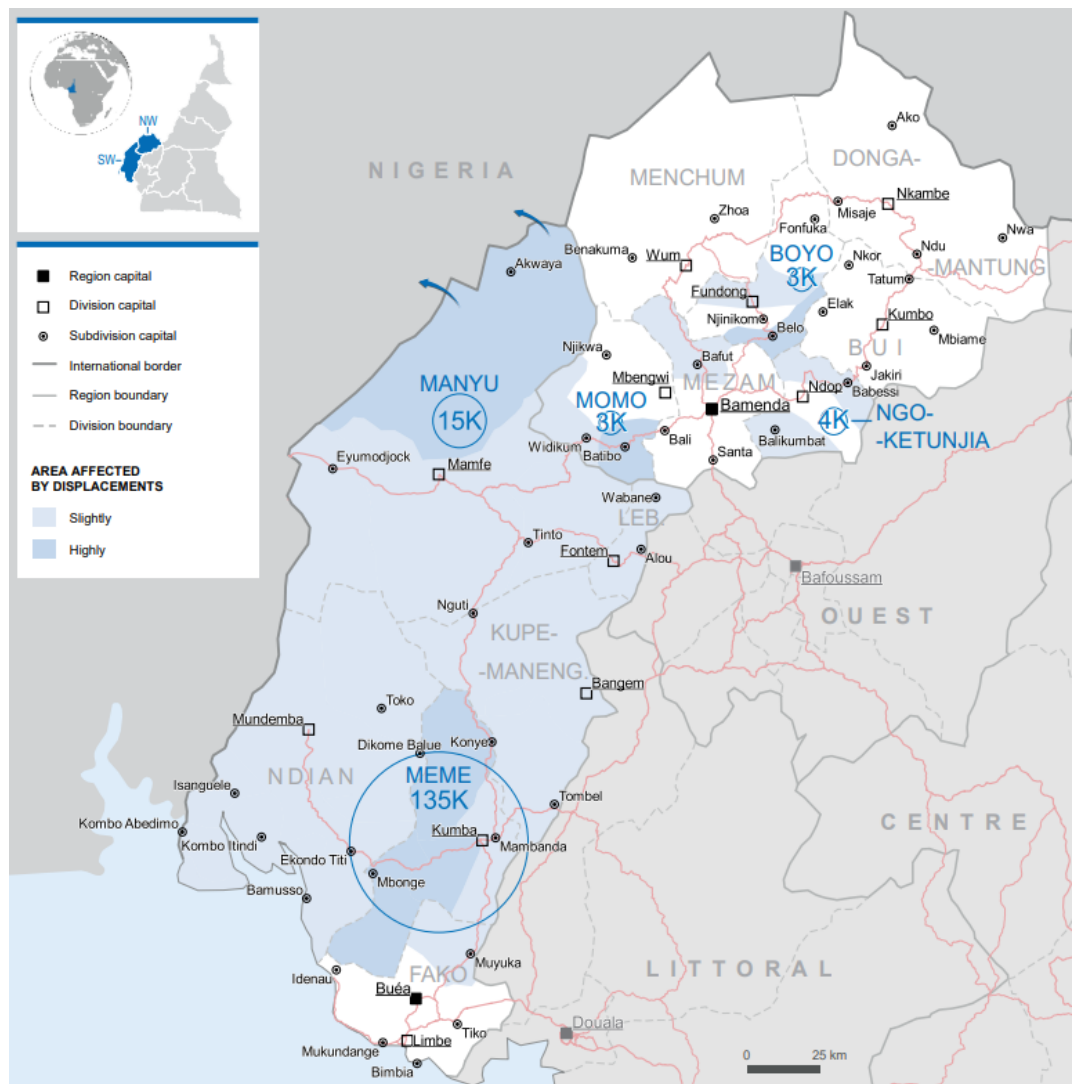 NW
SW
Region capital
Division capital
Subdivision capital
International border
Region boundary
Division boundary
AREA AFFECTED
BY DISPLACEMENTS
Slightly
Highly
NIGERIA
MENCHUM
DONGA-
-MANTUNG
Ako
Nkambe
Misaje
Zhoa
Fonfuka
Nwa
Benakuma
Wum
BOYO
3K
Nkor
Ndu
Tatum
Akwaya
Fundong
Njinikom
Elak
Kumbo
Mbiame
Belo
BUI
Njikwa
Bafut
Jakiri
MANYU
15K
Mbengwi
MEZAM
Ndop
Babessi
MOMO
3K
Bamenda
4K
NGO-
-KETUNJIA
Widikum
Batibo
Bali
Balikumbat
Santa
Eyumodjock
Mamfe
Wabane
LEB.
Tinto
Fontem
Alou
Bafoussam
OUEST
Nguti
KUPE-
-MANENG.
Bangem
Toko
Mundemba
Dikome Balue
Konye
NDIAN
MEME
135K
Isanguele
Tombel
CENTRE
Kombo Abedimo
Kombo Itindi
Kumba
Mambanda
Ekondo Titi
Mbonge
Bamusso
Muyuka
Idenau
FAKO
LITTORAL
Buéa
Tiko
Douala
Mukundange
Limbe
Bimbia
0 25 km